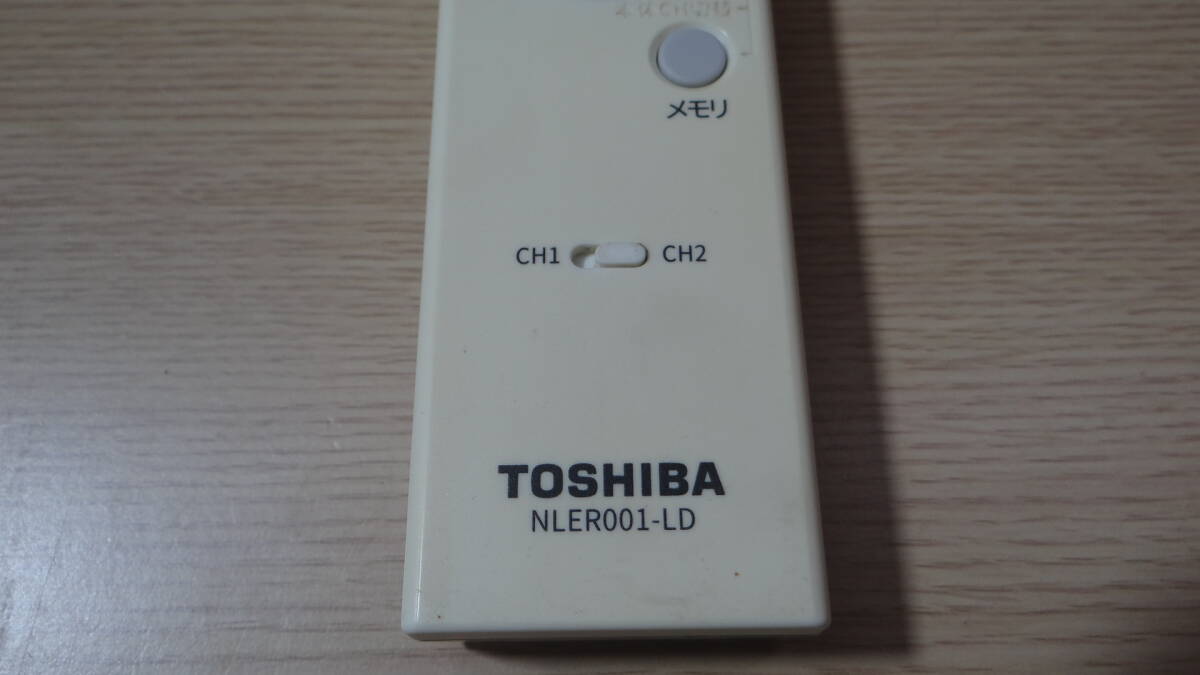 メモリ
CH1 CH2
TOSHIBA
NLER001-LD